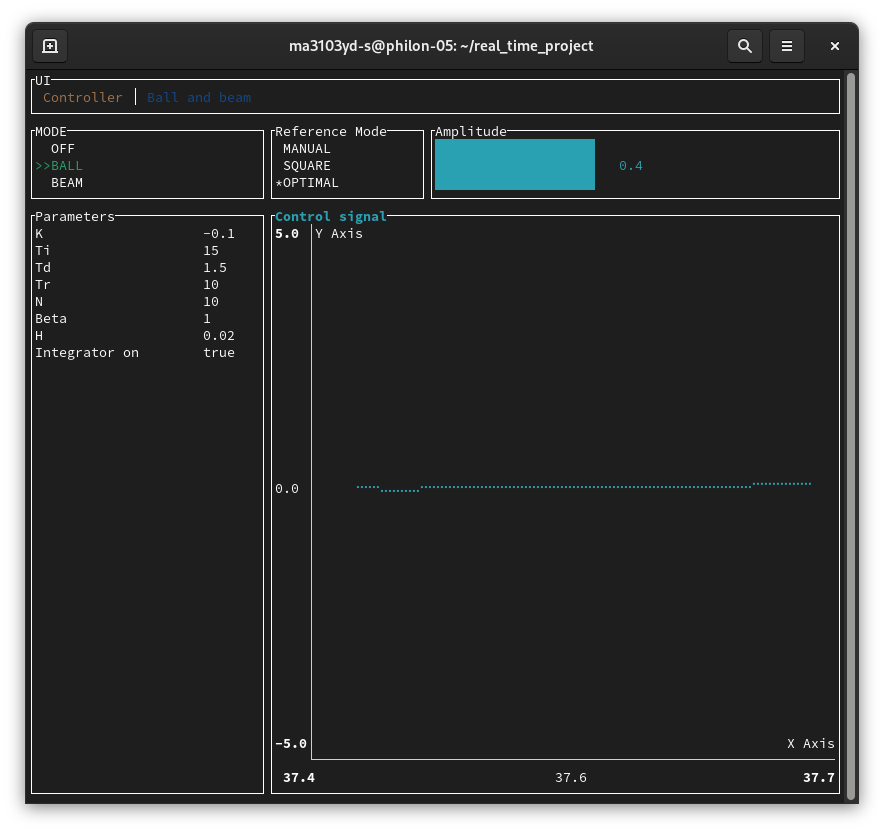 ma3103yd-s@philon-05: ~/real_time_project
UI
Controller │ Ball and beam
MODE
OFF
>>BALL
BEAM
Reference Mode
MANUAL
SQUARE
*OPTIMAL
Amplitude
0.4
Parameters
K -0.1
Ti 15
Td 1.5
Tr 10
N 10
Beta 1
H 0.02
Integrator on true
Control signal
5.0 Y Axis
0.0
-5.0 X Axis
37.4 37.6 37.7